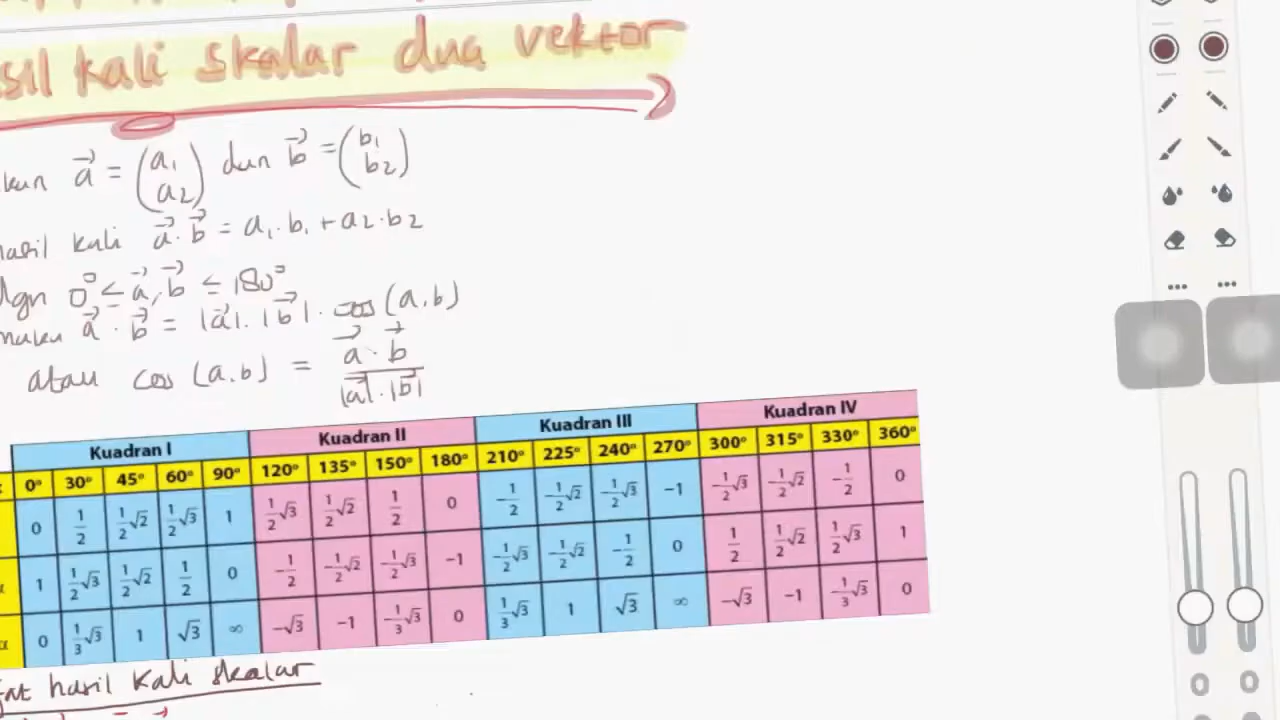 sil kali skalar dua vektor
kan a⃗ = (a₁ a₂) dan b⃗ = (b₁ b₂)
hasil kali a⃗ · b⃗ = a₁ . b₁ + a₂ . b₂
dgn 0° ≤ a⃗, b⃗ ≤ 180°
maka a⃗ · b⃗ = |a⃗| . |b⃗| . cos (a.b)
atau cos (a.b) = a⃗ · b⃗ / |a⃗| . |b⃗|
Kuadran I Kuadran II Kuadran III Kuadran IV
0° 30° 45° 60° 90° 120° 135° 150° 180° 210° 225° 240° 270° 300° 315° 330° 360°
0 1/2 1/2√2 1/2√3 1 1/2√3 1/2√2 1/2 0 -1/2 -1/2√2 -1/2√3 -1 -1/2√3 -1/2√2 -1/2 0
α 1 1/2√3 1/2√2 1/2 0 -1/2 -1/2√2 -1/2√3 -1 -1/2√3 -1/2√2 -1/2 0 1/2 1/2√2 1/2√3 1
α 0 1/3√3 1 √3 ∞ -√3 -1 -1/3√3 0 1/3√3 1 √3 ∞ -√3 -1 -1/3√3 0
fat hasil kali skalar